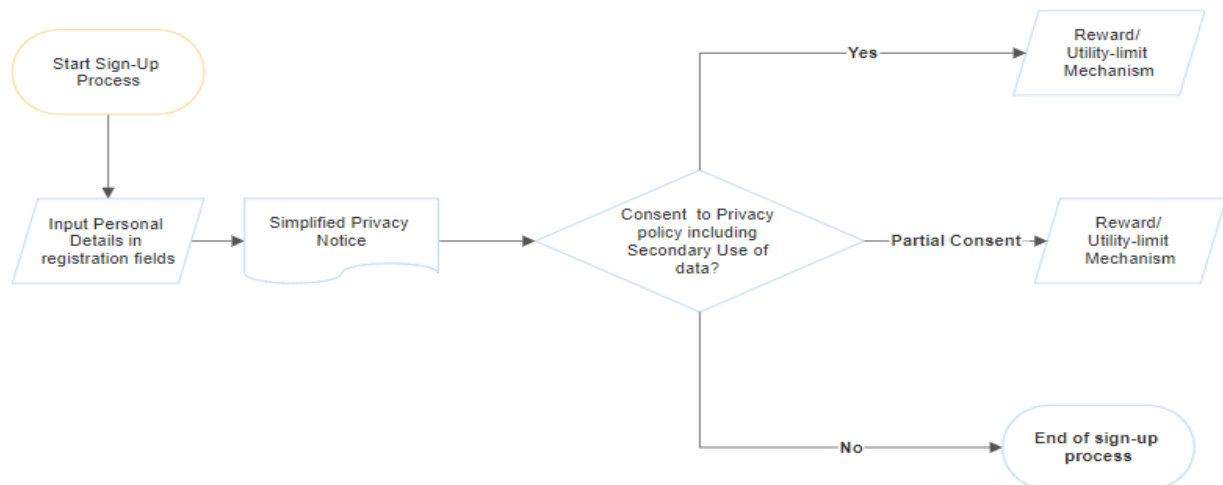 Start Sign-Up
Process
Input Personal
Details in
registration fields
Simplified Privacy
Notice
Consent to Privacy
policy including
Secondary Use of
data?
Yes
Reward/
Utility-limit
Mechanism
Partial Consent
Reward/
Utility-limit
Mechanism
No
End of sign-up
process